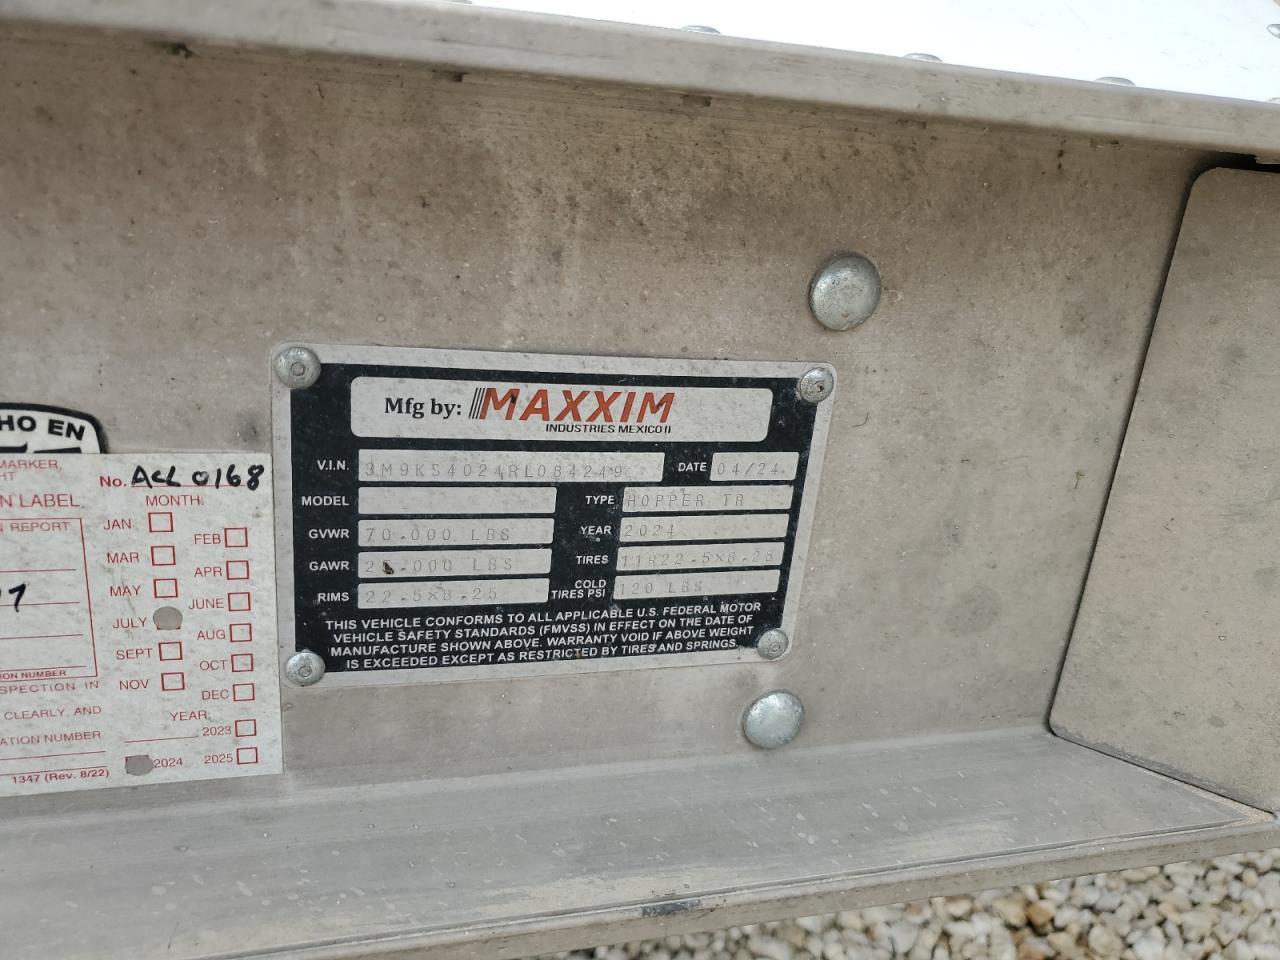 HO EN
MARKER,
HT
N LABEL
N REPORT
ON NUMBER
SPECTION IN
CLEARLY, AND
ATION NUMBER
1347 (Rev. 8/22)
No. ACL 0168
MONTH:
JAN
FEB
MAR
APR
MAY
JUNE
JULY
AUG
SEPT
OCT
NOV
DEC
YEAR:
2023
2024
2025
Mfg by: MAXXIM
INDUSTRIES MEXICO II
V.I.N. 3M9KS4024RL084249 DATE 04/24
MODEL TYPE HOPPER TR
GVWR 70.000 LBS YEAR 2024
GAWR 000 LBS TIRES 11R22.5x8.25
RIMS 22.5x8.25 COLD TIRES PSI 120 LBS
THIS VEHICLE CONFORMS TO ALL APPLICABLE U.S. FEDERAL MOTOR
VEHICLE SAFETY STANDARDS (FMVSS) IN EFFECT ON THE DATE OF
MANUFACTURE SHOWN ABOVE. WARRANTY VOID IF ABOVE WEIGHT
IS EXCEEDED EXCEPT AS RESTRICTED BY TIRES AND SPRINGS.